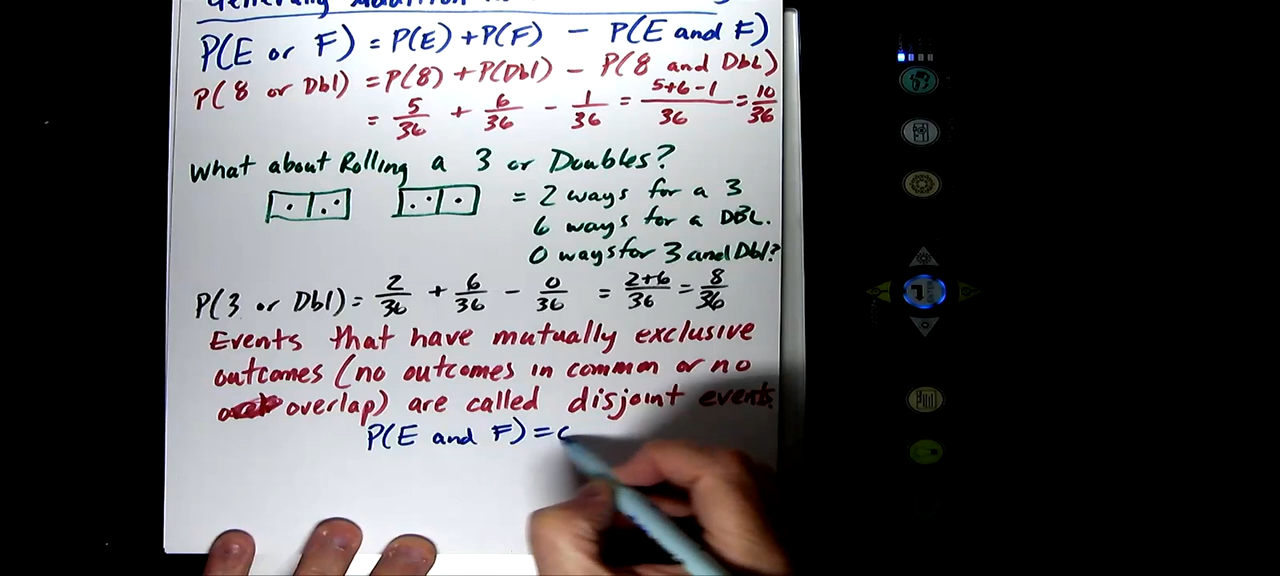 P(E or F) = P(E) + P(F) - P(E and F)
P(8 or Dbl) = P(8) + P(Dbl) - P(8 and Dbl)
= 5/36 + 6/36 - 1/36 = 5+6-1/36 = 10/36
What about Rolling a 3 or Doubles?
= 2 ways for a 3
6 ways for a DBL.
0 ways for 3 and Dbl?
P(3 or Dbl) = 2/36 + 6/36 - 0/36 = 2+6/36 = 8/36
Events that have mutually exclusive
outcomes (no outcomes in common or no
overlap) are called disjoint events.
P(E and F) =